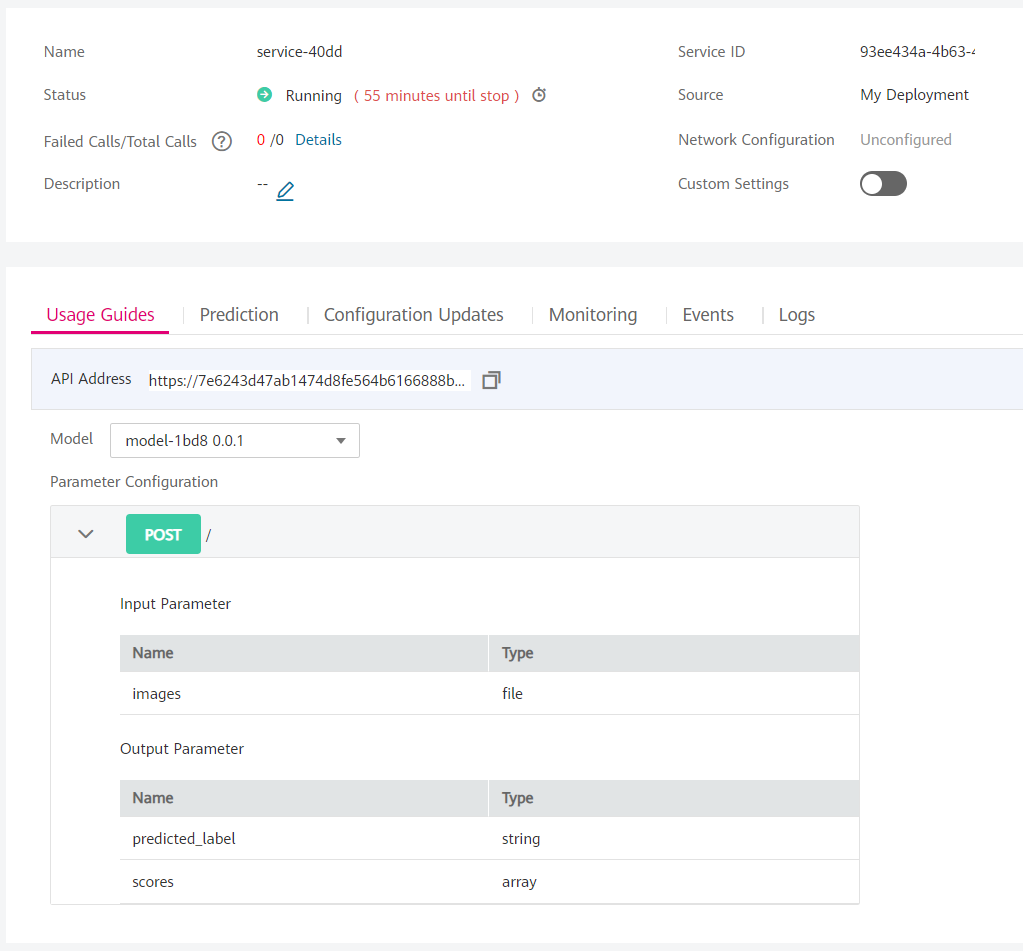 Name service-40dd Service ID 93ee434a-4b63-
Status Running ( 55 minutes until stop ) Source My Deployment
Failed Calls/Total Calls ? 0 /0 Details Network Configuration Unconfigured
Description -- Custom Settings
Usage Guides Prediction Configuration Updates Monitoring Events Logs
API Address https://7e6243d47ab1474d8fe564b6166888b...
Model model-1bd8 0.0.1
Parameter Configuration
POST /
Input Parameter
Name Type
images file
Output Parameter
Name Type
predicted_label string
scores array